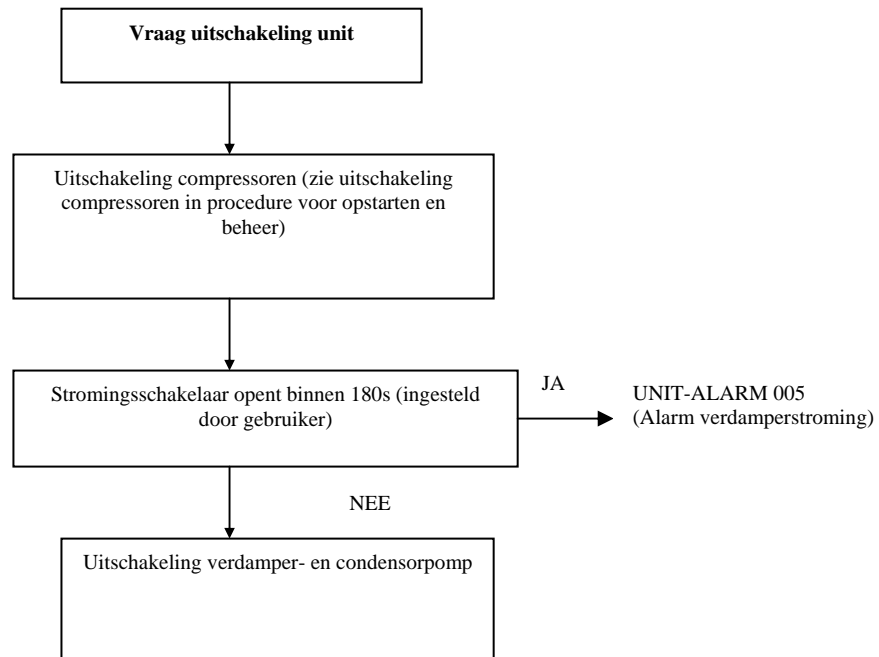 Vraag uitschakeling unit
Uitschakeling compressoren (zie uitschakeling
compressoren in procedure voor opstarten en
beheer)
Stromingsschakelaar opent binnen 180s (ingesteld
door gebruiker)
JA
UNIT-ALARM 005
(Alarm verdamperstroming)
NEE
Uitschakeling verdamper- en condensorpomp